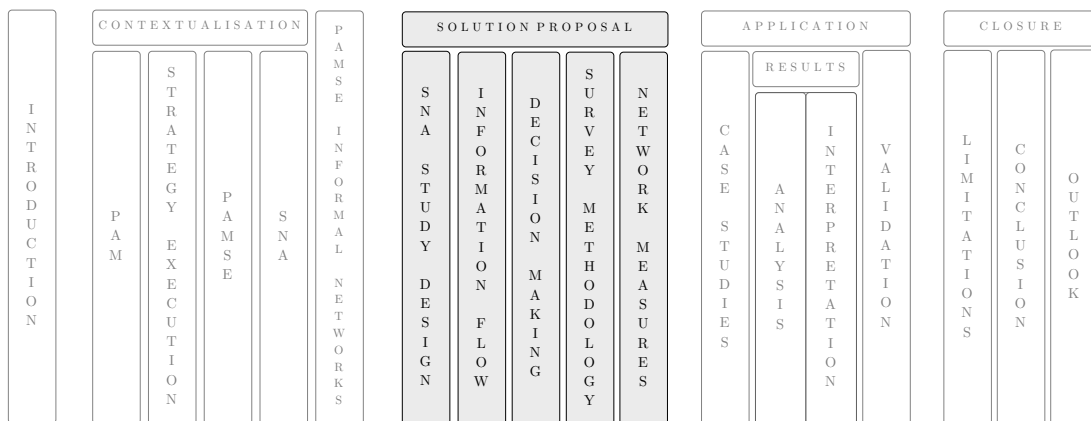 INTRODUCTION
CONTEXTUALISATION
PAM
STRATEGY EXECUTION
PAMSE
SNA
PAMSE INFORMAL NETWORKS
SOLUTION PROPOSAL
SNA STUDY DESIGN
INFORMATION FLOW
DECISION MAKING
SURVEY METHODOLOGY
NETWORK MEASURES
APPLICATION
CASE STUDIES
RESULTS
ANALYSIS
INTERPRETATION
VALIDATION
CLOSURE
LIMITATIONS
CONCLUSION
OUTLOOK